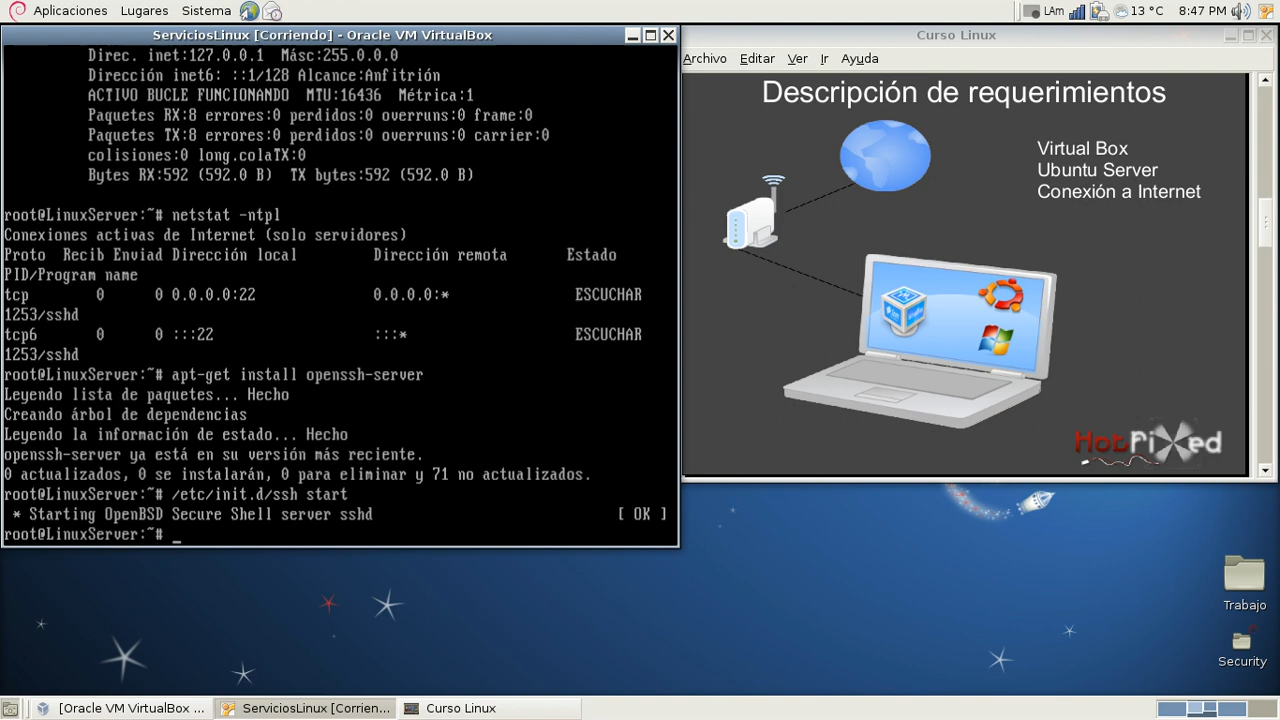 Aplicaciones Lugares Sistema
LAm 13 °C 8:47 PM
ServiciosLinux [Corriendo] - Oracle VM VirtualBox
Direc. inet:127.0.0.1 Másc:255.0.0.0
Dirección inet6: ::1/128 Alcance:Anfitrión
ACTIVO BUCLE FUNCIONANDO MTU:16436 Métrica:1
Paquetes RX:8 errores:0 perdidos:0 overruns:0 frame:0
Paquetes TX:8 errores:0 perdidos:0 overruns:0 carrier:0
colisiones:0 long.colaTX:0
Bytes RX:592 (592.0 B) TX bytes:592 (592.0 B)
root@LinuxServer:~# netstat -ntpl
Conexiones activas de Internet (solo servidores)
Proto Recib Enviad Dirección local Dirección remota Estado
PID/Program name
tcp 0 0 0.0.0.0:22 0.0.0.0:* ESCUCHAR
1253/sshd
tcp6 0 0 :::22 :::* ESCUCHAR
1253/sshd
root@LinuxServer:~# apt-get install openssh-server
Leyendo lista de paquetes... Hecho
Creando árbol de dependencias
Leyendo la información de estado... Hecho
openssh-server ya está en su versión más reciente.
0 actualizados, 0 se instalarán, 0 para eliminar y 71 no actualizados.
root@LinuxServer:~# /etc/init.d/ssh start
* Starting OpenBSD Secure Shell server sshd [ OK ]
root@LinuxServer:~# _
Curso Linux
Archivo Editar Ver Ir Ayuda
Descripción de requerimientos
Virtual Box
Ubuntu Server
Conexión a Internet
HotPiXed
Trabajo
Security
[Oracle VM VirtualBox ...
ServiciosLinux [Corrien...
Curso Linux